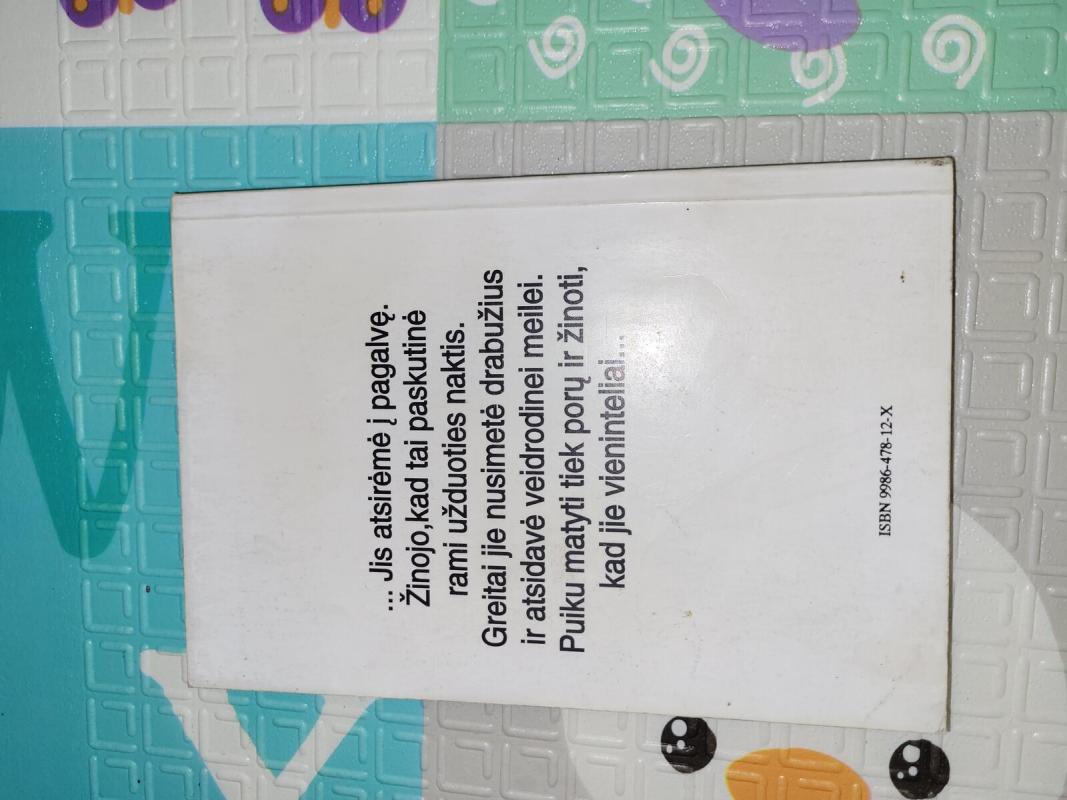 ... Jis atsirėmė į pagalvę.
Žinojo,kad tai paskutinė
rami užduoties naktis.
Greitai jie nusimetė drabužius
ir atsidavė veidrodinei meilei.
Puiku matyti tiek porų ir žinoti,
kad jie vieninteliai...
ISBN 9986-478-12-X